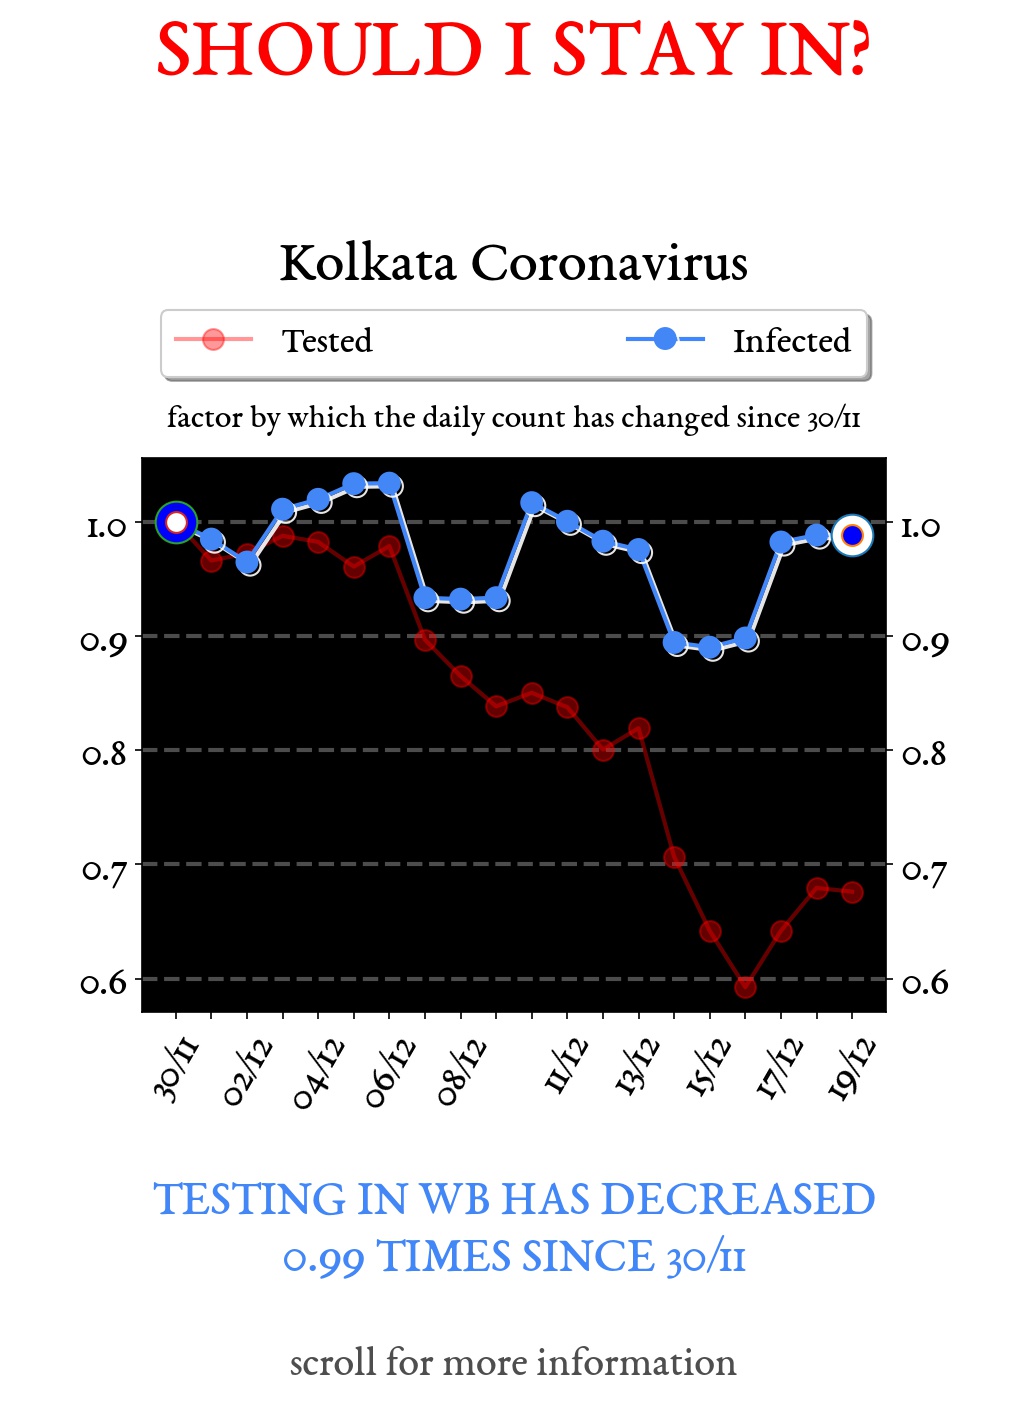 SHOULD I STAY IN?
Kolkata Coronavirus
Tested Infected
factor by which the daily count has changed since 30/11
1.0 1.0
0.9 0.9
0.8 0.8
0.7 0.7
0.6 0.6
30/11 02/12 04/12 06/12 08/12 11/12 13/12 15/12 17/12 19/12
TESTING IN WB HAS DECREASED
0.99 TIMES SINCE 30/11
scroll for more information